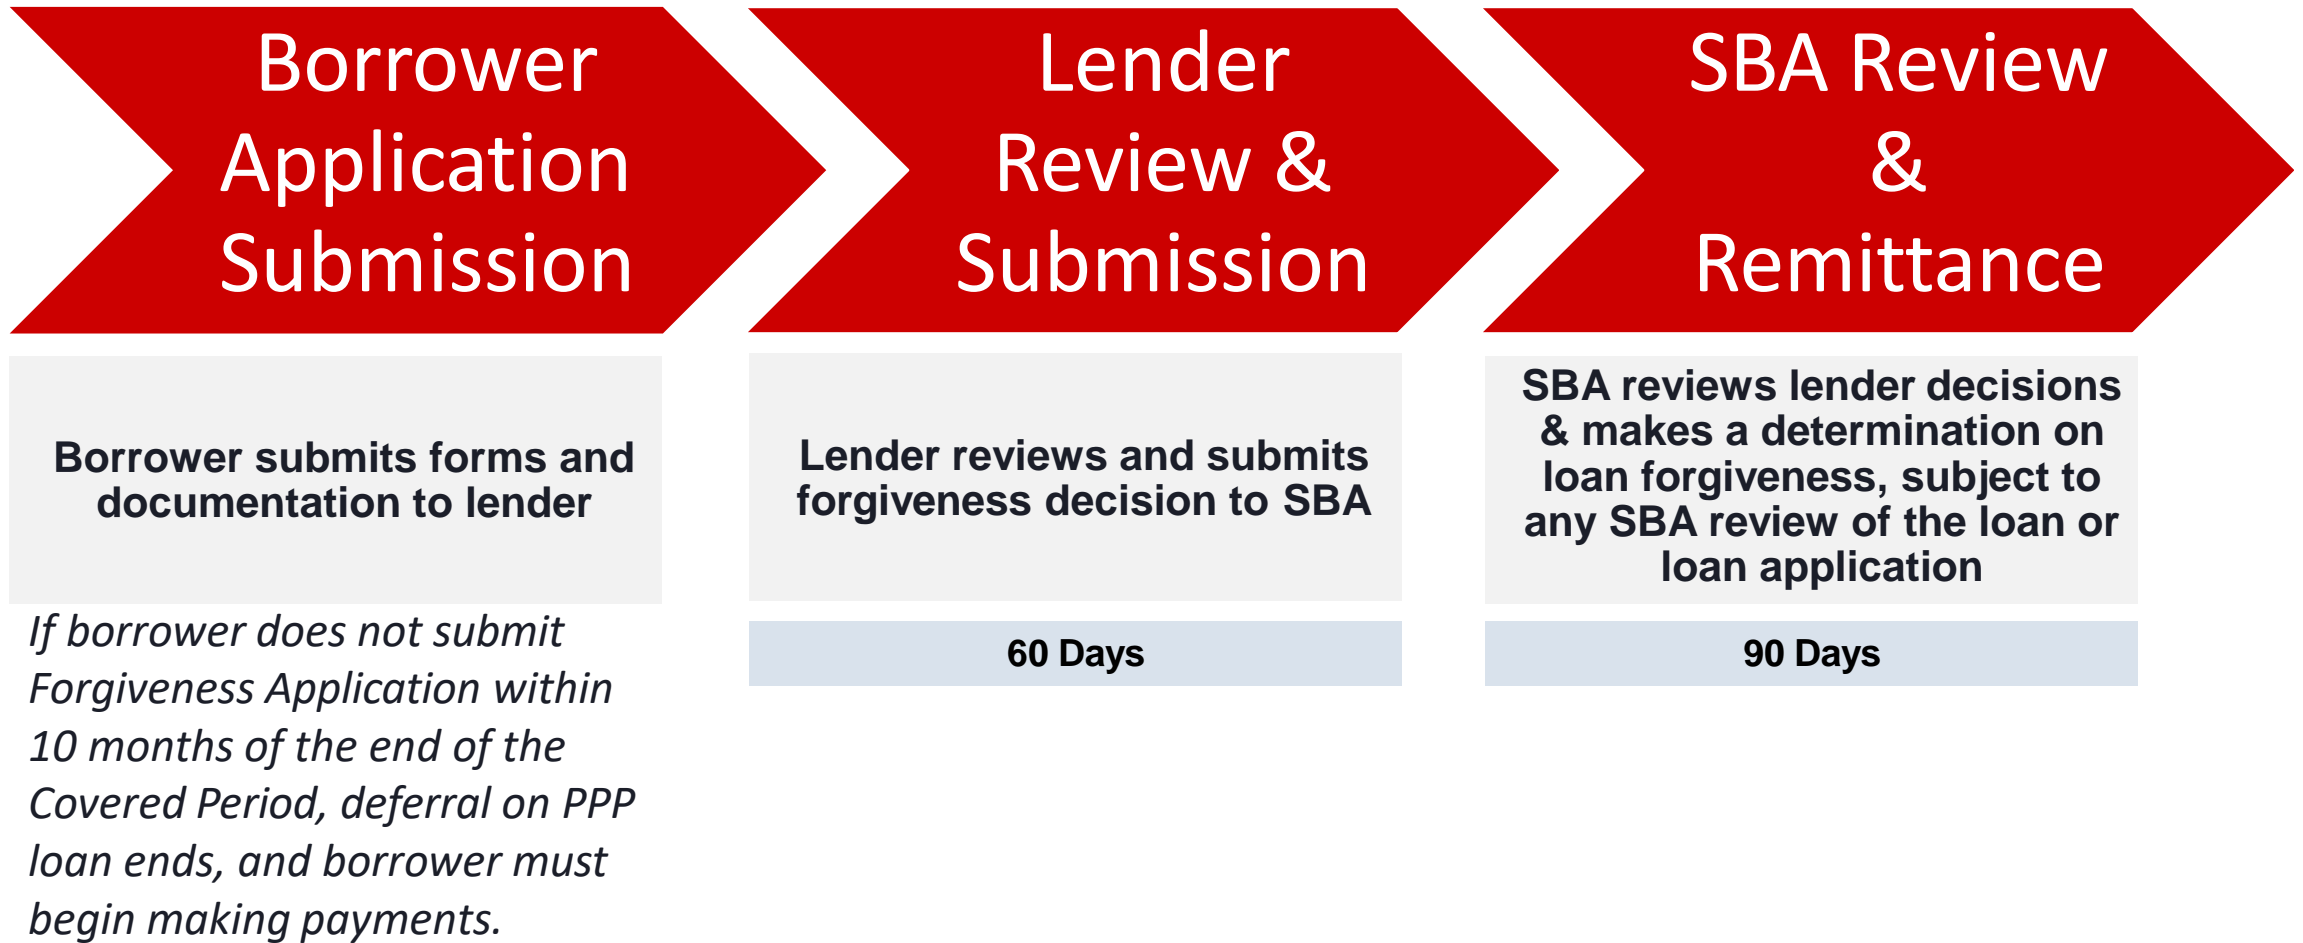 Borrower
Application
Submission
Lender
Review &
Submission
SBA Review
&
Remittance
Borrower submits forms and
documentation to lender
Lender reviews and submits
forgiveness decision to SBA
SBA reviews lender decisions
& makes a determination on
loan forgiveness, subject to
any SBA review of the loan or
loan application
If borrower does not submit
Forgiveness Application within
10 months of the end of the
Covered Period, deferral on PPP
loan ends, and borrower must
begin making payments.
60 Days
90 Days